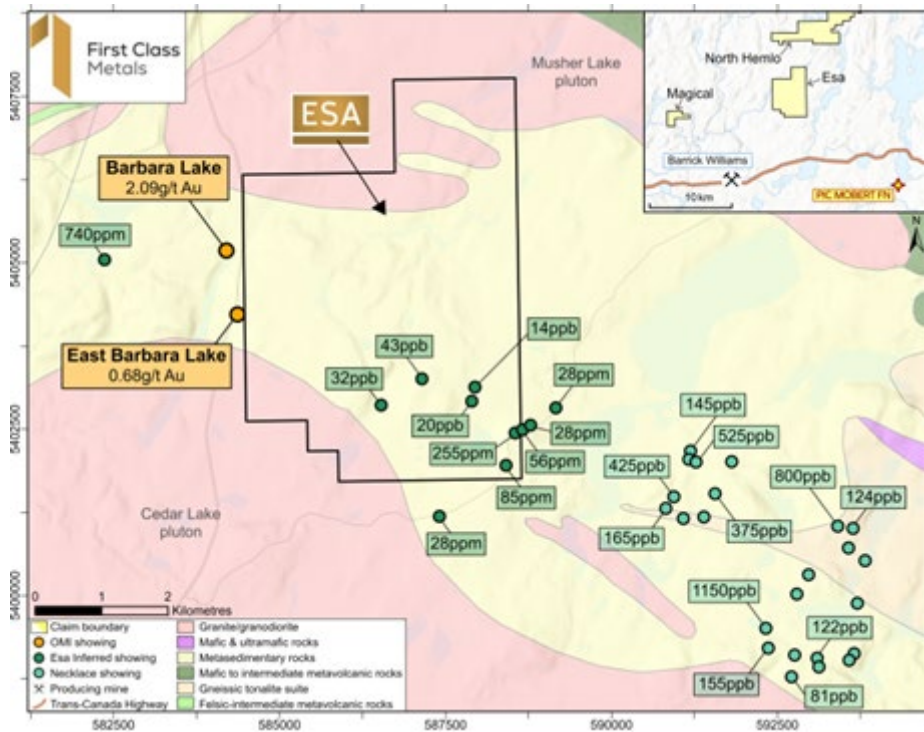 First Class
Metals
Musher Lake
pluton
North Hemlo
Esa
Magical
Barrick Williams
PIC MOBERT FN
10km
N
ESA
Barbara Lake
2.09g/t Au
740ppm
East Barbara Lake
0.68g/t Au
14ppb
43ppb
28ppm
32ppb
20ppb
145ppb
525ppb
255ppm
28ppm
56ppm
425ppb
800ppb
124ppb
85ppm
165ppb
375ppb
Cedar Lake
pluton
28ppm
1150ppb
122ppb
155ppb
81ppb
0 1 2
Kilometres
Claim boundary
OMI showing
Esa Inferred showing
Necklace showing
Producing mine
Trans-Canada Highway
Granite/granodiorite
Mafic & ultramafic rocks
Metasedimentary rocks
Mafic to intermediate metavolcanic rocks
Gneissic tonalite suite
Felsic-intermediate metavolcanic rocks
5407500
5405000
5402500
5400000
582500
585000
587500
590000
592500